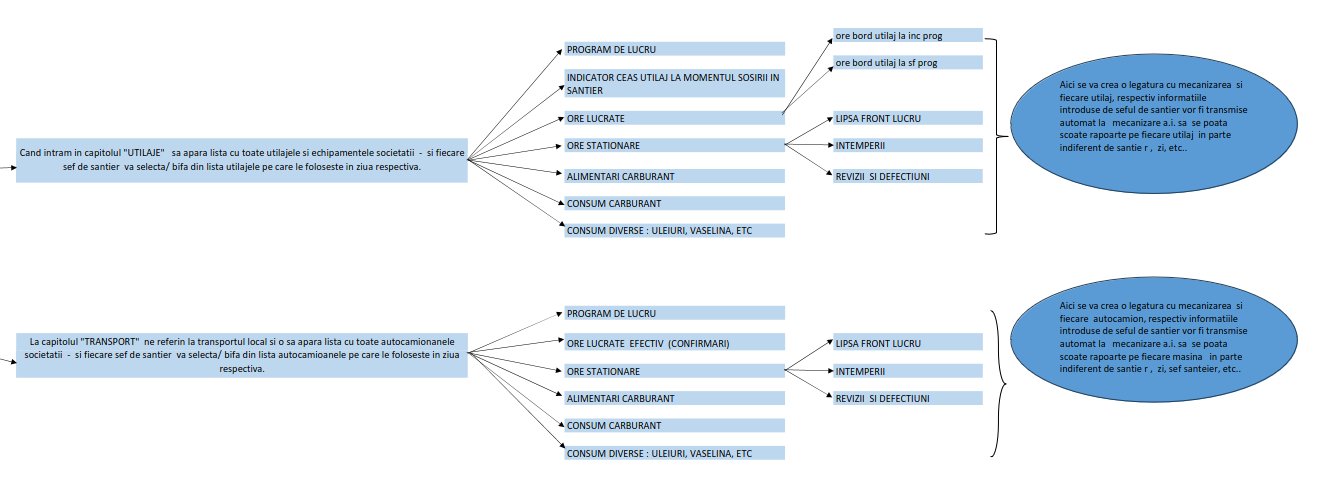 Cand intram in capitolul "UTILAJE" sa apara lista cu toate utilajele si echipamentele societatii - si fiecare
sef de santier va selecta/ bifa din lista utilajele pe care le foloseste in ziua respectiva.
PROGRAM DE LUCRU
INDICATOR CEAS UTILAJ LA MOMENTUL SOSIRII IN
SANTIER
ORE LUCRATE
ORE STATIONARE
ALIMENTARI CARBURANT
CONSUM CARBURANT
CONSUM DIVERSE : ULEIURI, VASELINA, ETC
ore bord utilaj la inc prog
ore bord utilaj la sf prog
LIPSA FRONT LUCRU
INTEMPERII
REVIZII SI DEFECTIUNI
Aici se va crea o legatura cu mecanizarea si
fiecare utilaj, respectiv informatiile
introduse de seful de santier vor fi transmise
automat la mecanizare a.i. sa se poata
scoate rapoarte pe fiecare utilaj in parte
indiferent de santie r , zi, etc..
La capitolul "TRANSPORT" ne referin la transportul local si o sa apara lista cu toate autocamionanele
societatii - si fiecare sef de santier va selecta/ bifa din lista autocamioanele pe care le foloseste in ziua
respectiva.
PROGRAM DE LUCRU
ORE LUCRATE EFECTIV (CONFIRMARI)
ORE STATIONARE
ALIMENTARI CARBURANT
CONSUM CARBURANT
CONSUM DIVERSE : ULEIURI, VASELINA, ETC
LIPSA FRONT LUCRU
INTEMPERII
REVIZII SI DEFECTIUNI
Aici se va crea o legatura cu mecanizarea si
fiecare autocamion, respectiv informatiile
introduse de seful de santier vor fi transmise
automat la mecanizare a.i. sa se poata
scoate rapoarte pe fiecare masina in parte
indiferent de santie r , zi, sef santeier, etc..